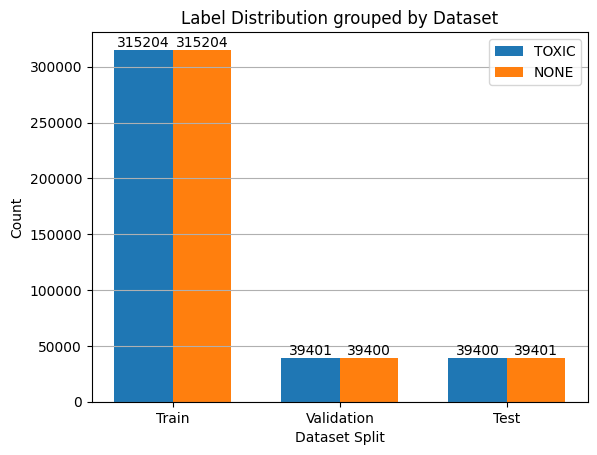 Label Distribution grouped by Dataset
315204 315204
TOXIC
NONE
300000
250000
200000
150000
100000
50000
0
39401 39400
39400 39401
Count
Train Validation Test
Dataset Split